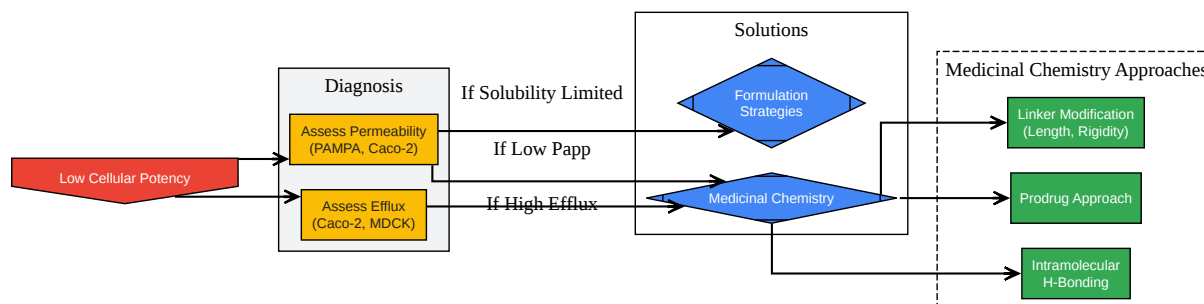 Low Cellular Potency
Diagnosis
Assess Permeability
(PAMPA, Caco-2)
Assess Efflux
(Caco-2, MDCK)
If Solubility Limited
If Low Papp
If High Efflux
Solutions
Formulation
Strategies
Medicinal Chemistry
Medicinal Chemistry Approaches
Linker Modification
(Length, Rigidity)
Prodrug Approach
Intramolecular
H-Bonding